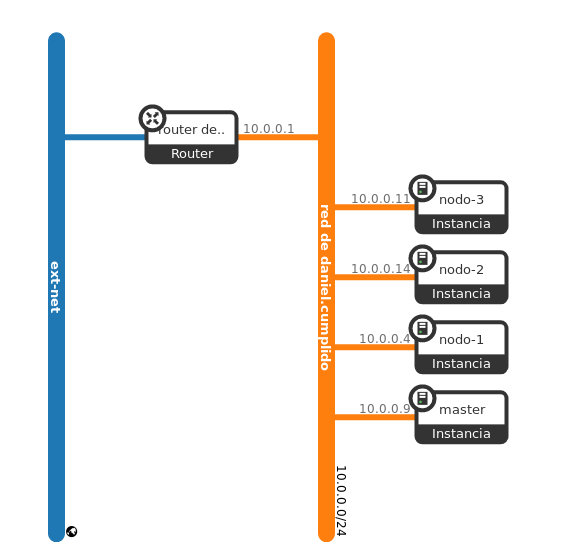 router de..
Router
10.0.0.1
10.0.0.11
nodo-3
Instancia
10.0.0.14
nodo-2
Instancia
10.0.0.4
nodo-1
Instancia
10.0.0.9
master
Instancia
ext-net
red de daniel.cumplido
10.0.0.0/24